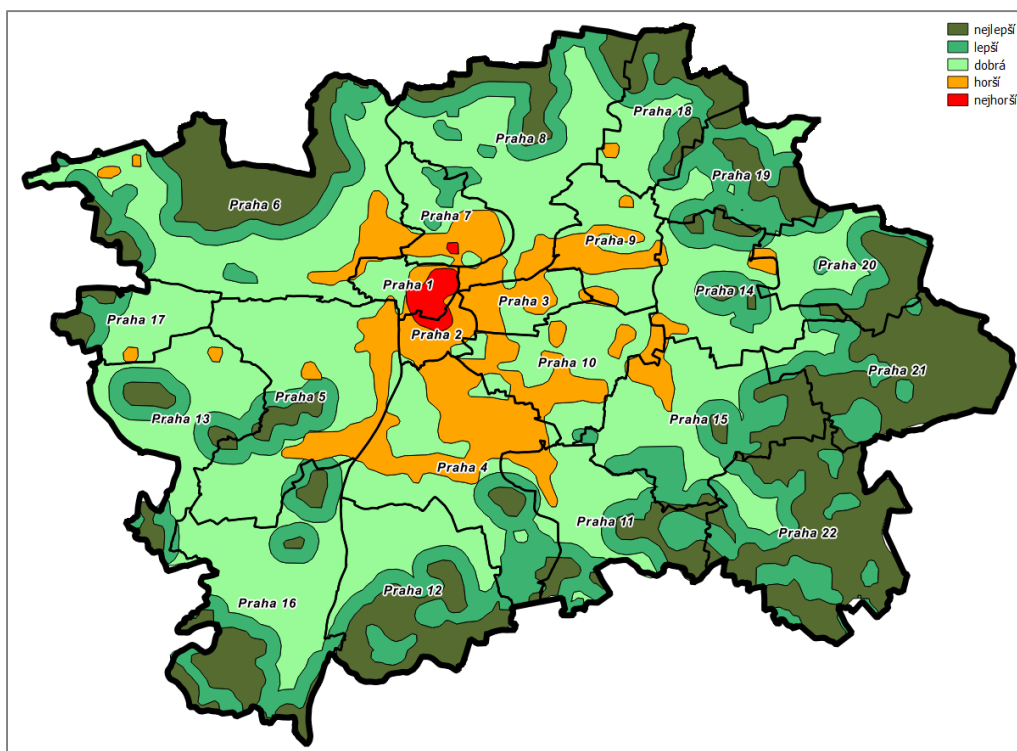 nejlepší
lepší
dobrá
horší
nejhorší
Praha 18
Praha 8
Praha 19
Praha 6
Praha 7
Praha 9
Praha 20
Praha 1
Praha 14
Praha 3
Praha 17
Praha 2
Praha 10
Praha 21
Praha 5
Praha 13
Praha 15
Praha 4
Praha 11
Praha 22
Praha 12
Praha 16